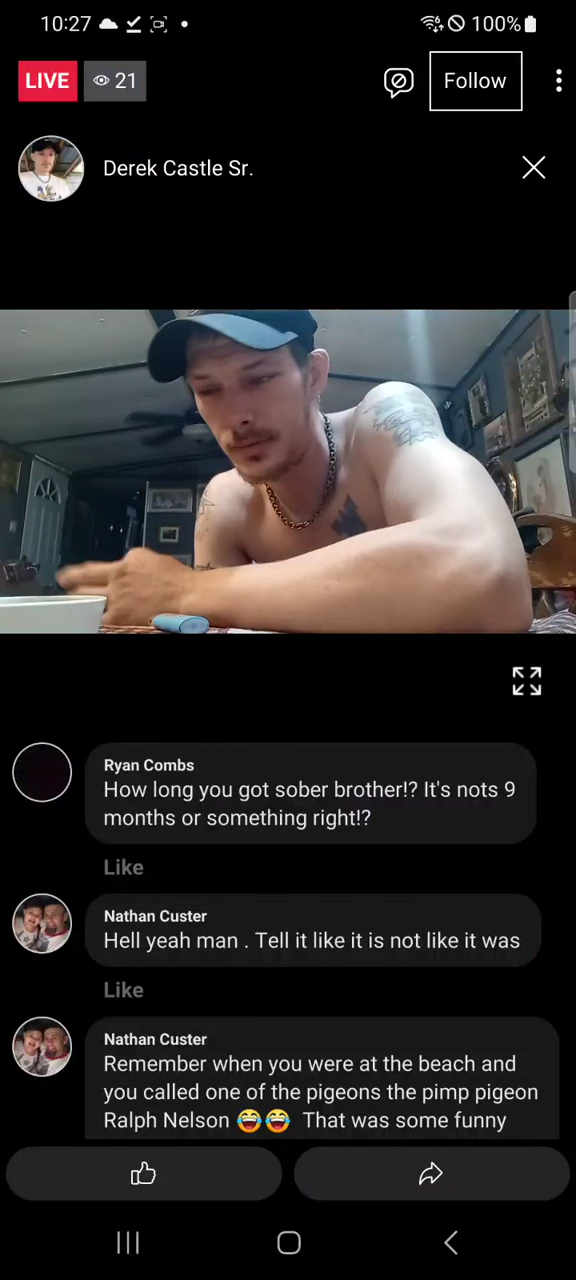 10:27 100%
LIVE 21 Follow
Derek Castle Sr.
Ryan Combs
How long you got sober brother!? It's nots 9
months or something right!?
Like
Nathan Custer
Hell yeah man . Tell it like it is not like it was
Like
Nathan Custer
Remember when you were at the beach and
you called one of the pigeons the pimp pigeon
Ralph Nelson 😂😂 That was some funny